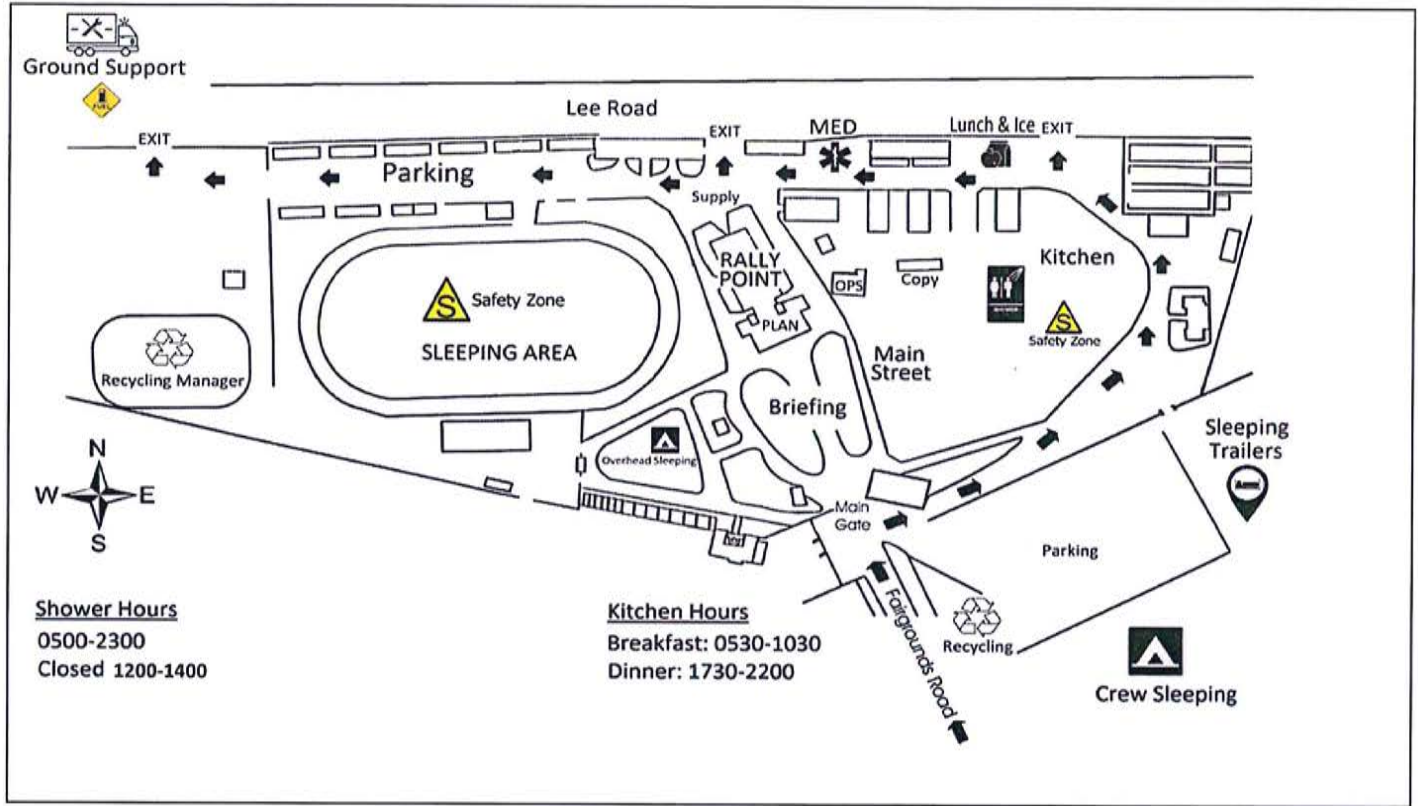 Ground Support
FUEL
Lee Road
EXIT
EXIT
MED
Lunch & Ice
EXIT
Parking
Supply
RALLY
POINT
PLAN
OPS
Copy
Kitchen
SHOWER
S
Safety Zone
S
Safety Zone
SLEEPING AREA
Recycling Manager
Main
Street
Briefing
Overhead Sleeping
Sleeping
Trailers
N
W
E
S
Main
Gate
Parking
Fairgrounds Road
Recycling
Crew Sleeping
Shower Hours
0500-2300
Closed 1200-1400
Kitchen Hours
Breakfast: 0530-1030
Dinner: 1730-2200